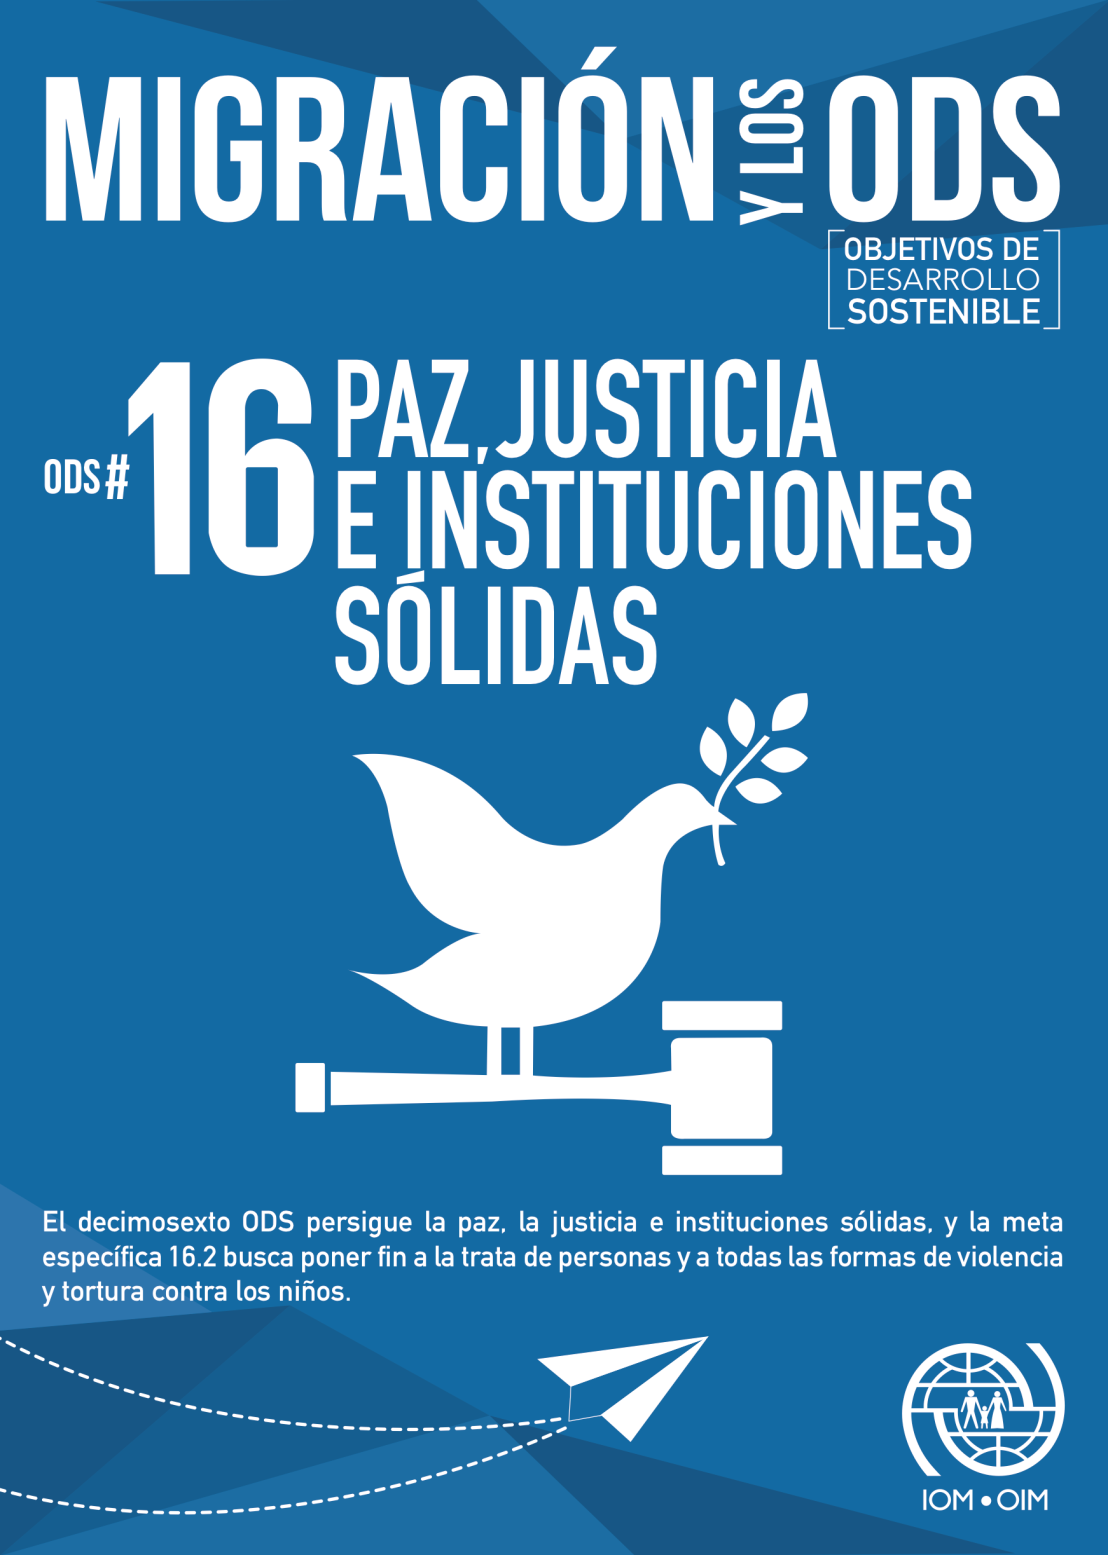 MIGRACIÓN Y LOS ODS
OBJETIVOS DE
DESARROLLO
SOSTENIBLE
ODS#16 PAZ, JUSTICIA
E INSTITUCIONES
SÓLIDAS
El decimosexto ODS persigue la paz, la justicia e instituciones sólidas, y la meta
específica 16.2 busca poner fin a la trata de personas y a todas las formas de violencia
y tortura contra los niños.
IOM • OIM